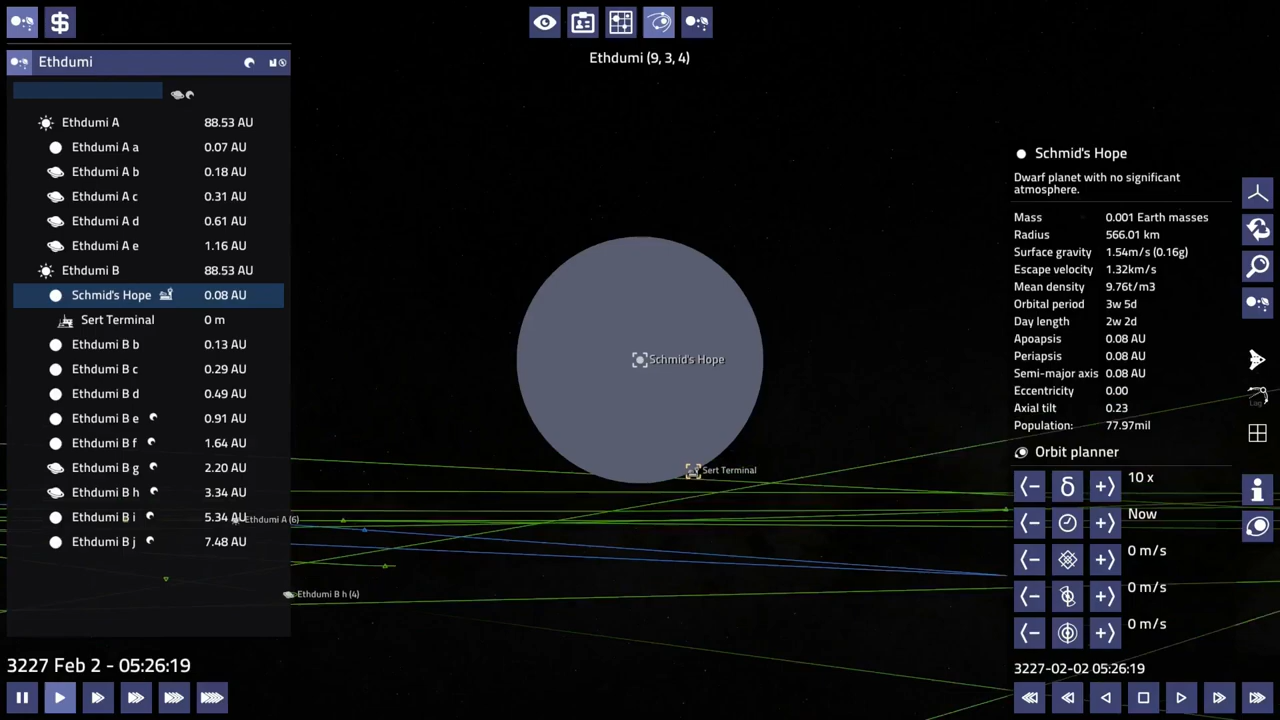 Ethdumi (9, 3, 4)
Ethdumi
Ethdumi A 88.53 AU
Ethdumi A a 0.07 AU
Ethdumi A b 0.18 AU
Ethdumi A c 0.31 AU
Ethdumi A d 0.61 AU
Ethdumi A e 1.16 AU
Ethdumi B 88.53 AU
Schmid's Hope 0.08 AU
Sert Terminal 0 m
Ethdumi B b 0.13 AU
Ethdumi B c 0.29 AU
Ethdumi B d 0.49 AU
Ethdumi B e 0.91 AU
Ethdumi B f 1.64 AU
Ethdumi B g 2.20 AU
Ethdumi B h 3.34 AU
Ethdumi B i 5.34 AU
Ethdumi B j 7.48 AU
Schmid's Hope
Sert Terminal
Ethdumi A (6)
Ethdumi B h (4)
Schmid's Hope
Dwarf planet with no significant
atmosphere.
Mass 0.001 Earth masses
Radius 566.01 km
Surface gravity 1.54m/s (0.16g)
Escape velocity 1.32km/s
Mean density 9.76t/m3
Orbital period 3w 5d
Day length 2w 2d
Apoapsis 0.08 AU
Periapsis 0.08 AU
Semi-major axis 0.08 AU
Eccentricity 0.00
Axial tilt 0.23
Population: 77.97mil
Orbit planner
10 x
Now
0 m/s
0 m/s
0 m/s
3227-02-02 05:26:19
Lag
3227 Feb 2 - 05:26:19